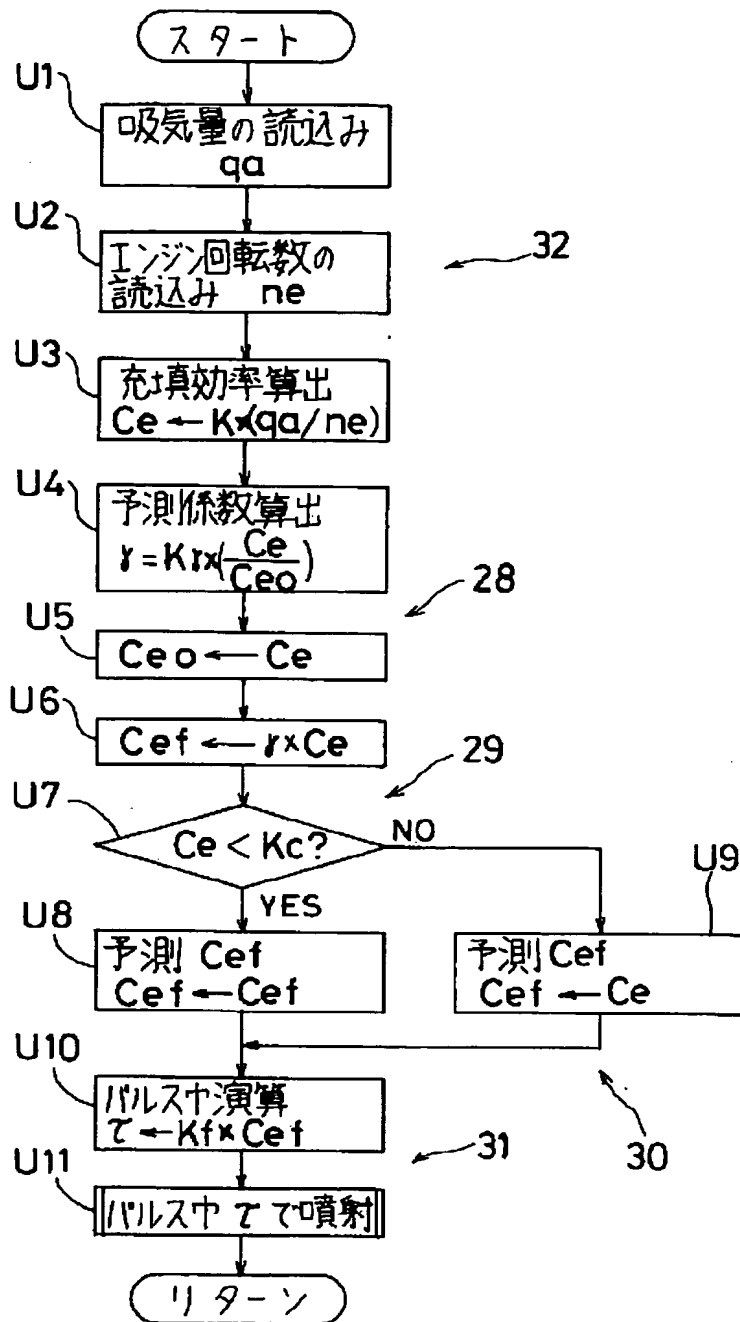 スタート
U1
吸気量の読込み
qa
U2
エンジン回転数の
読込み ne
32
U3
充填効率算出
Ce ← K×(qa/ne)
U4
予測係数算出
γ = Kγ×(Ce/Ceo)
28
U5
Ceo ← Ce
U6
Cef ← γ×Ce
29
U7
Ce < Kc?
NO
YES
U8
予測 Cef
Cef ← Cef
U9
予測 Cef
Cef ← Ce
30
U10
パルス巾演算
τ ← Kf×Cef
31
U11
パルス巾 τ で噴射
リターン